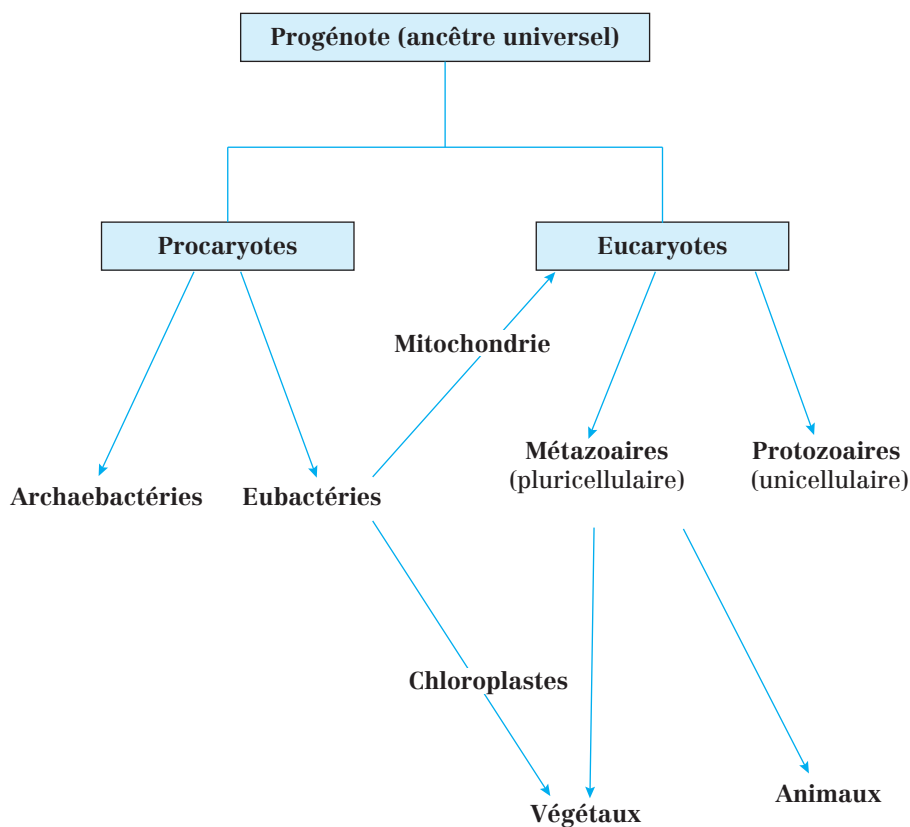 Progénote (ancêtre universel)
Procaryotes
Eucaryotes
Mitochondrie
Métazoaires
(pluricellulaire)
Protozoaires
(unicellulaire)
Archaebactéries
Eubactéries
Chloroplastes
Végétaux
Animaux